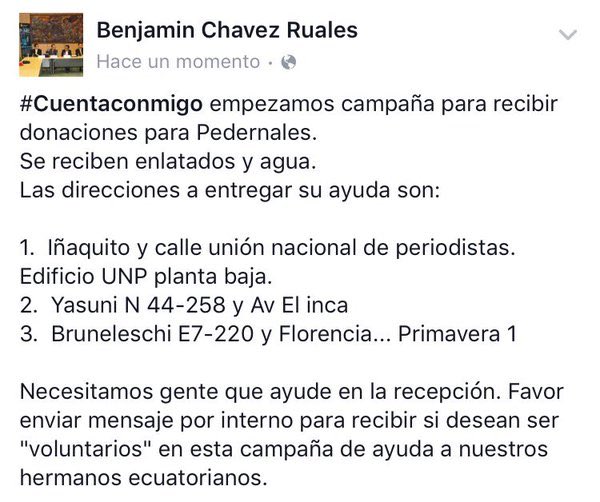 Benjamin Chavez Ruales
Hace un momento ·
#Cuentaconmigo empezamos campaña para recibir
donaciones para Pedernales.
Se reciben enlatados y agua.
Las direcciones a entregar su ayuda son:
1. Iñaquito y calle unión nacional de periodistas.
Edificio UNP planta baja.
2. Yasuni N 44-258 y Av El inca
3. Bruneleschi E7-220 y Florencia... Primavera 1
Necesitamos gente que ayude en la recepción. Favor
enviar mensaje por interno para recibir si desean ser
"voluntarios" en esta campaña de ayuda a nuestros
hermanos ecuatorianos.